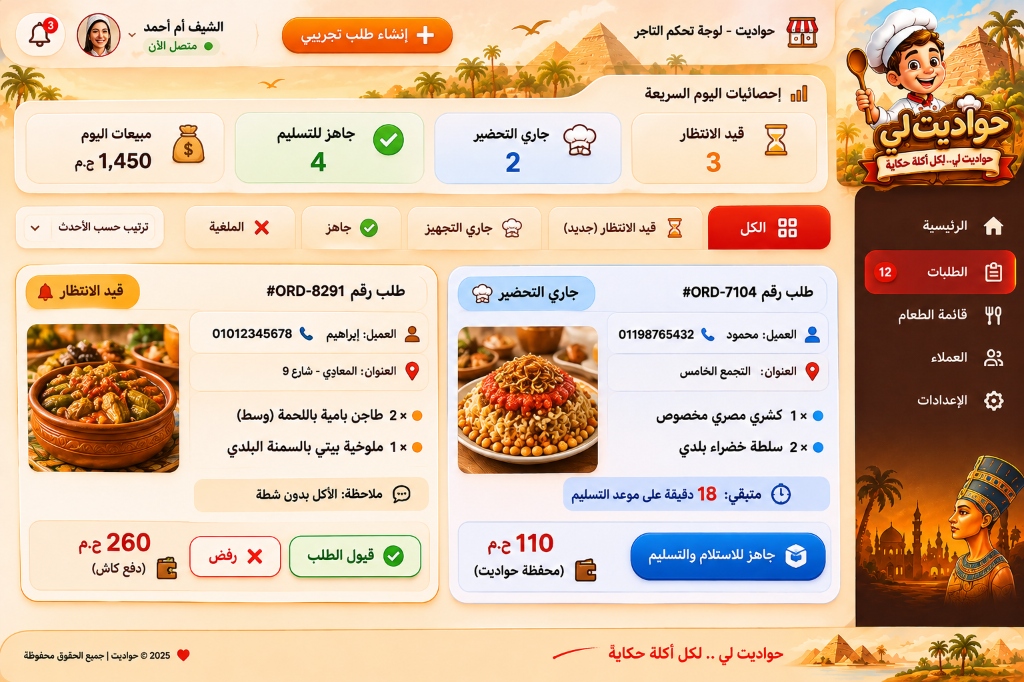 حواديت - لوحة تحكم التاجر
إنشاء طلب تجريبي
الشيف أم أحمد
متصل الآن
3
حواديت لي
حواديت لي.. لكل أكلة حكاية
الرئيسية
الطلبات
12
قائمة الطعام
العملاء
الإعدادات
إحصائيات اليوم السريعة
قيد الانتظار
3
جاري التحضير
2
جاهز للتسليم
4
مبيعات اليوم
1,450 ج.م
الكل
قيد الانتظار (جديد)
جاري التجهيز
جاهز
الملغية
ترتيب حسب الأحدث
طلب رقم ORD-7104#
جاري التحضير
العميل: محمود
01198765432
العنوان: التجمع الخامس
1 × كشري مصري مخصوص
2 × سلطة خضراء بلدي
متبقي: 18 دقيقة على موعد التسليم
جاهز للاستلام والتسليم
110 ج.م
(محفظة حواديت)
طلب رقم ORD-8291#
قيد الانتظار
العميل: إبراهيم
01012345678
العنوان: المعادي - شارع 9
2 × طاجن بامية باللحمة (وسط)
1 × ملوخية بيتي بالسمنة البلدي
ملاحظة: الأكل بدون شطة
قبول الطلب
رفض
260 ج.م
(دفع كاش)
حواديت لي .. لكل أكلة حكاية
© 2025 حواديت | جميع الحقوق محفوظة